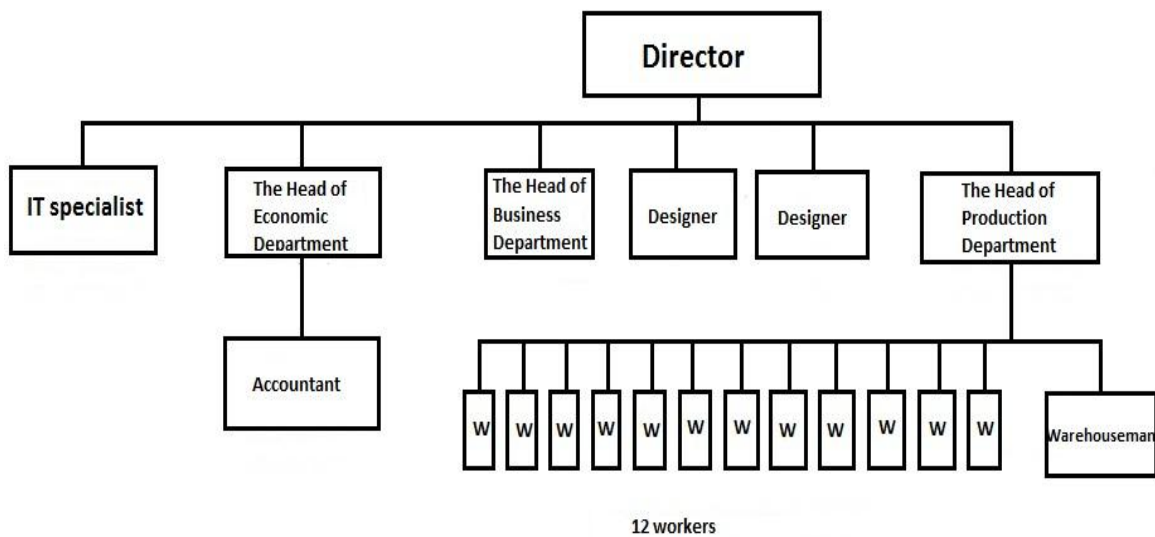 Director
IT specialist
The Head of
Economic
Department
The Head of
Business
Department
Designer
Designer
The Head of
Production
Department
Accountant
W
W
W
W
W
W
W
W
W
W
W
W
Warehouseman
12 workers